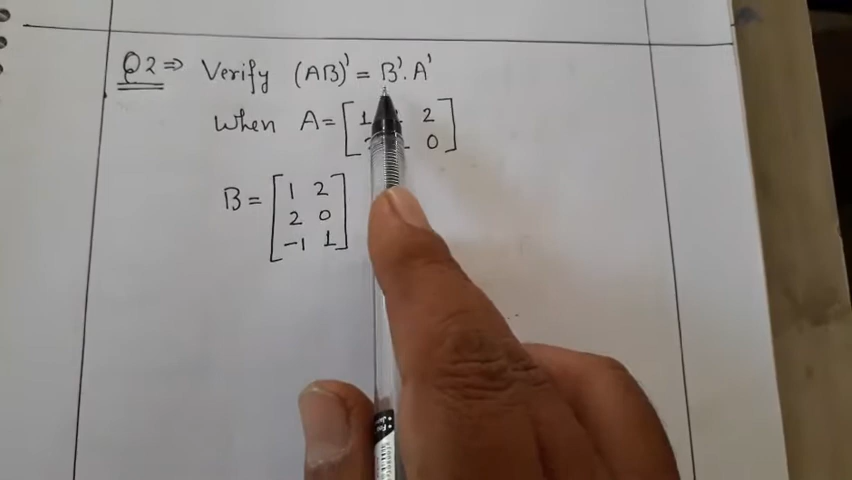 Q2⇒ Verify (AB)' = B'. A'
When A = [ 1 2
0 ]
B = [ 1 2
2 0
-1 1 ]